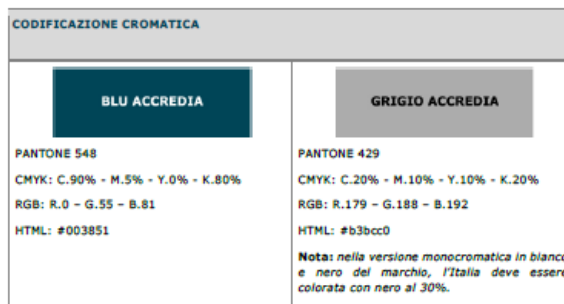 CODIFICAZIONE CROMATICA
BLU ACCREDIA
PANTONE 548
CMYK: C.90% - M.5% - Y.0% - K.80%
RGB: R.0 – G.55 – B.81
HTML: #003851
GRIGIO ACCREDIA
PANTONE 429
CMYK: C.20% - M.10% - Y.10% - K.20%
RGB: R.179 - G.188 – B.192
HTML: #b3bcc0
Nota: nella versione monocromatica in bianco
e nero del marchio, l'Italia deve essere
colorata con nero al 30%.